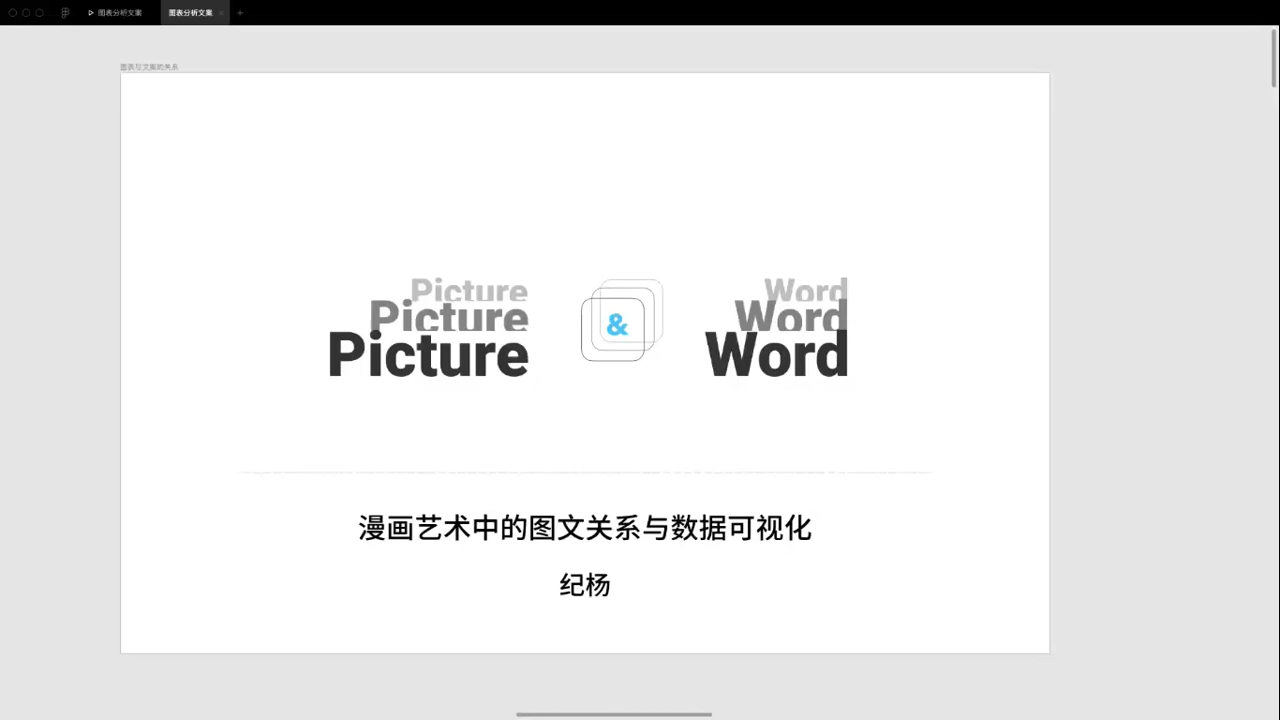 图表分析文案
图表分析文案
图表与文案的关系
Picture
Word
Picture
&
Word
Picture
Word
漫画艺术中的图文关系与数据可视化
纪杨